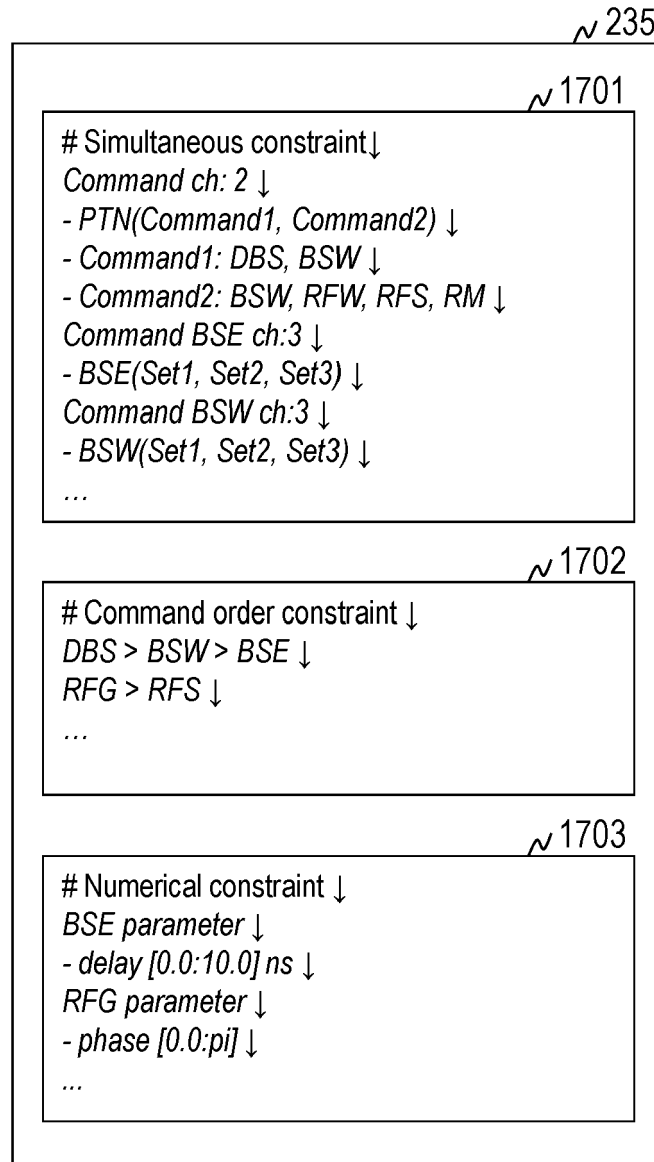 235
1701
# Simultaneous constraint↓
Command ch: 2 ↓
- PTN(Command1, Command2) ↓
- Command1: DBS, BSW ↓
- Command2: BSW, RFW, RFS, RM ↓
Command BSE ch:3 ↓
- BSE(Set1, Set2, Set3) ↓
Command BSW ch:3 ↓
- BSW(Set1, Set2, Set3) ↓
...
1702
# Command order constraint ↓
DBS > BSW > BSE ↓
RFG > RFS ↓
...
1703
# Numerical constraint ↓
BSE parameter ↓
- delay [0.0:10.0] ns ↓
RFG parameter ↓
- phase [0.0:pi] ↓
...